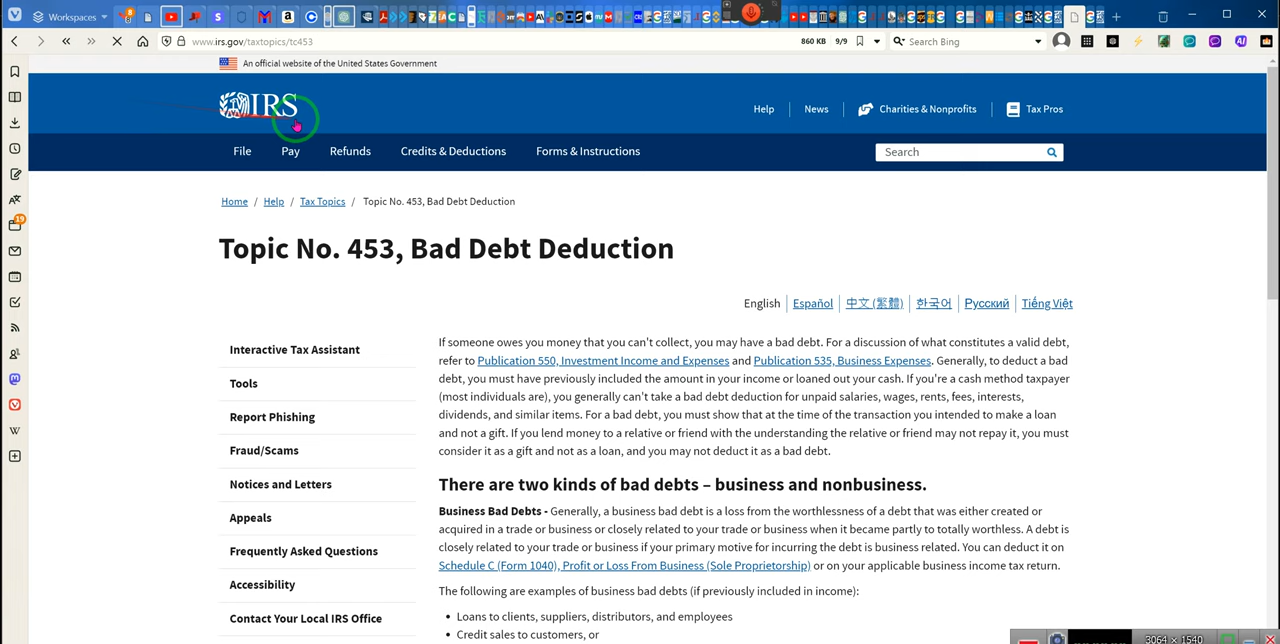 Workspaces
www.irs.gov/taxtopics/tc453
860 KB 9/9
Search Bing
An official website of the United States Government
IRS
Help
News
Charities & Nonprofits
Tax Pros
File
Pay
Refunds
Credits & Deductions
Forms & Instructions
Search
Home / Help / Tax Topics / Topic No. 453, Bad Debt Deduction
Topic No. 453, Bad Debt Deduction
English Español 中文 (繁體) 한국어 Русский Tiếng Việt
Interactive Tax Assistant
Tools
Report Phishing
Fraud/Scams
Notices and Letters
Appeals
Frequently Asked Questions
Accessibility
Contact Your Local IRS Office
If someone owes you money that you can't collect, you may have a bad debt. For a discussion of what constitutes a valid debt,
refer to Publication 550, Investment Income and Expenses and Publication 535, Business Expenses. Generally, to deduct a bad
debt, you must have previously included the amount in your income or loaned out your cash. If you're a cash method taxpayer
(most individuals are), you generally can't take a bad debt deduction for unpaid salaries, wages, rents, fees, interests,
dividends, and similar items. For a bad debt, you must show that at the time of the transaction you intended to make a loan
and not a gift. If you lend money to a relative or friend with the understanding the relative or friend may not repay it, you must
consider it as a gift and not as a loan, and you may not deduct it as a bad debt.
There are two kinds of bad debts – business and nonbusiness.
Business Bad Debts - Generally, a business bad debt is a loss from the worthlessness of a debt that was either created or
acquired in a trade or business or closely related to your trade or business when it became partly to totally worthless. A debt is
closely related to your trade or business if your primary motive for incurring the debt is business related. You can deduct it on
Schedule C (Form 1040), Profit or Loss From Business (Sole Proprietorship) or on your applicable business income tax return.
The following are examples of business bad debts (if previously included in income):
• Loans to clients, suppliers, distributors, and employees
• Credit sales to customers, or
3064 × 1540